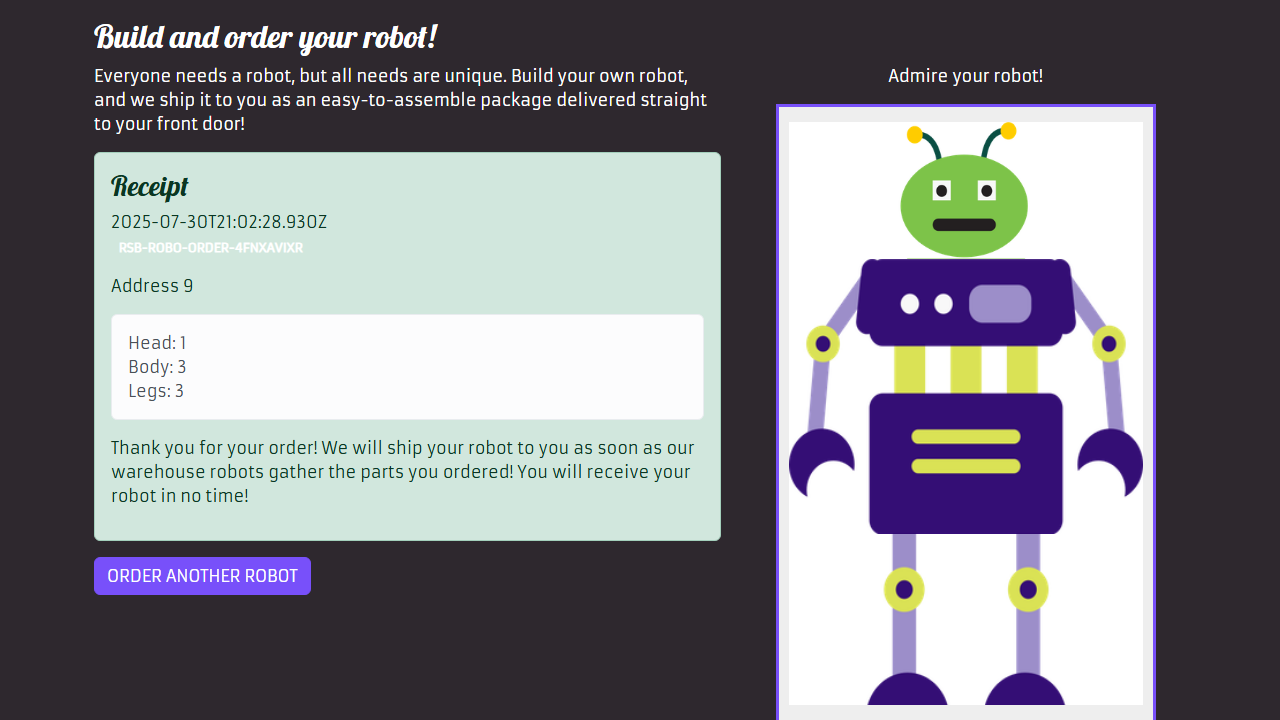 Build and order your robot!
Everyone needs a robot, but all needs are unique. Build your own robot,
and we ship it to you as an easy-to-assemble package delivered straight
to your front door!
Receipt
2025-07-30T21:02:28.930Z
RSB-ROBO-ORDER-4FNXAVIXR
Address 9
Head: 1
Body: 3
Legs: 3
Thank you for your order! We will ship your robot to you as soon as our
warehouse robots gather the parts you ordered! You will receive your
robot in no time!
ORDER ANOTHER ROBOT
Admire your robot!